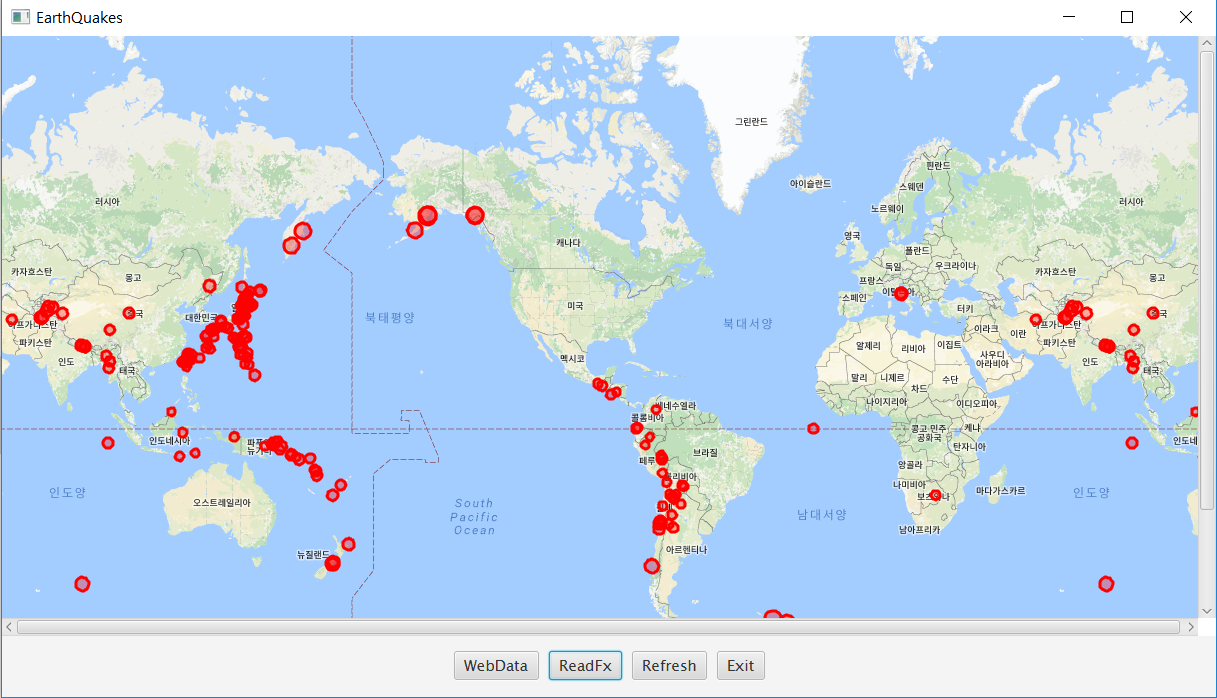 EarthQuakes
그린란드
핀란드
아이슬란드
스웨덴
러시아
러시아
노르웨이
영국
캐나다
폴란드
독일
우크라이나
카자흐스탄
몽고
카자흐스탄
몽고
프랑스
스페인
미국
터키
대한민국
북태평양
북대서양
이라크
이란
파키스탄
알제리
리비아
이집트
사우디
아라비아
파키스탄
인도
태국
멕시코
말리
니제르
차드
수단
인도
태국
베네수엘라
콜롬비아
나이지리아
이디오피아
인도네시아
콩고 민주
공화국
케냐
탄자니아
페루
브라질
앙골라
인도양
오스트레일리아
South
Pacific
Ocean
나미비아
마다가스카르
인도양
남대서양
남아프리카
뉴질랜드
아르헨티나
WebData
ReadFx
Refresh
Exit